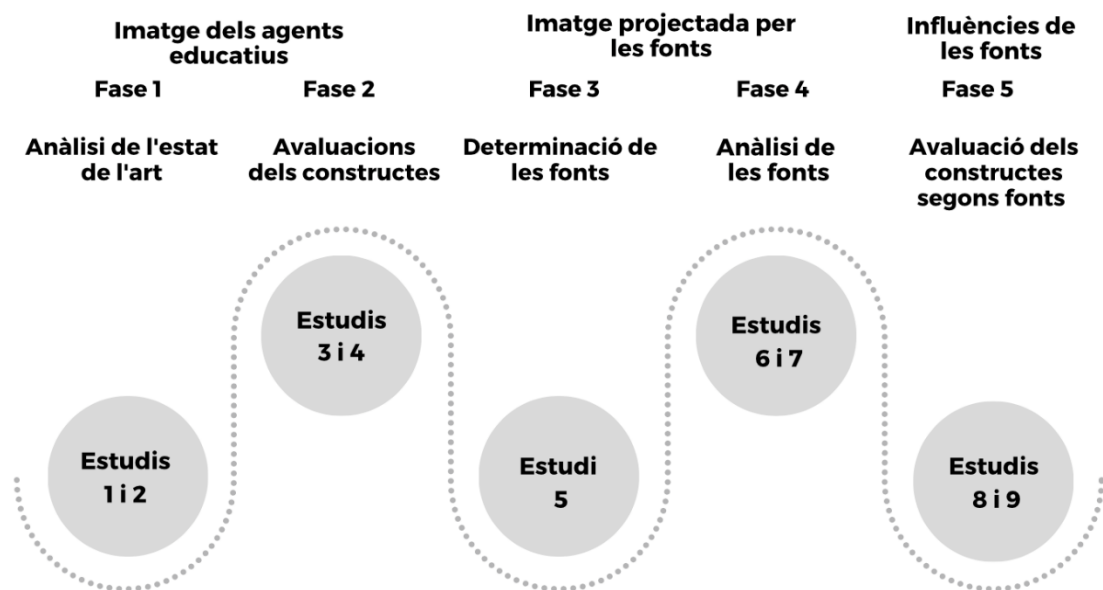 Imatge dels agents
educatius
Imatge projectada per
les fonts
Influències de
les fonts
Fase 1
Fase 2
Fase 3
Fase 4
Fase 5
Anàlisi de l'estat
de l'art
Avaluacions
dels constructes
Determinació de
les fonts
Anàlisi de
les fonts
Avaluació dels
constructes
segons fonts
Estudis
1 i 2
Estudis
3 i 4
Estudi
5
Estudis
6 i 7
Estudis
8 i 9